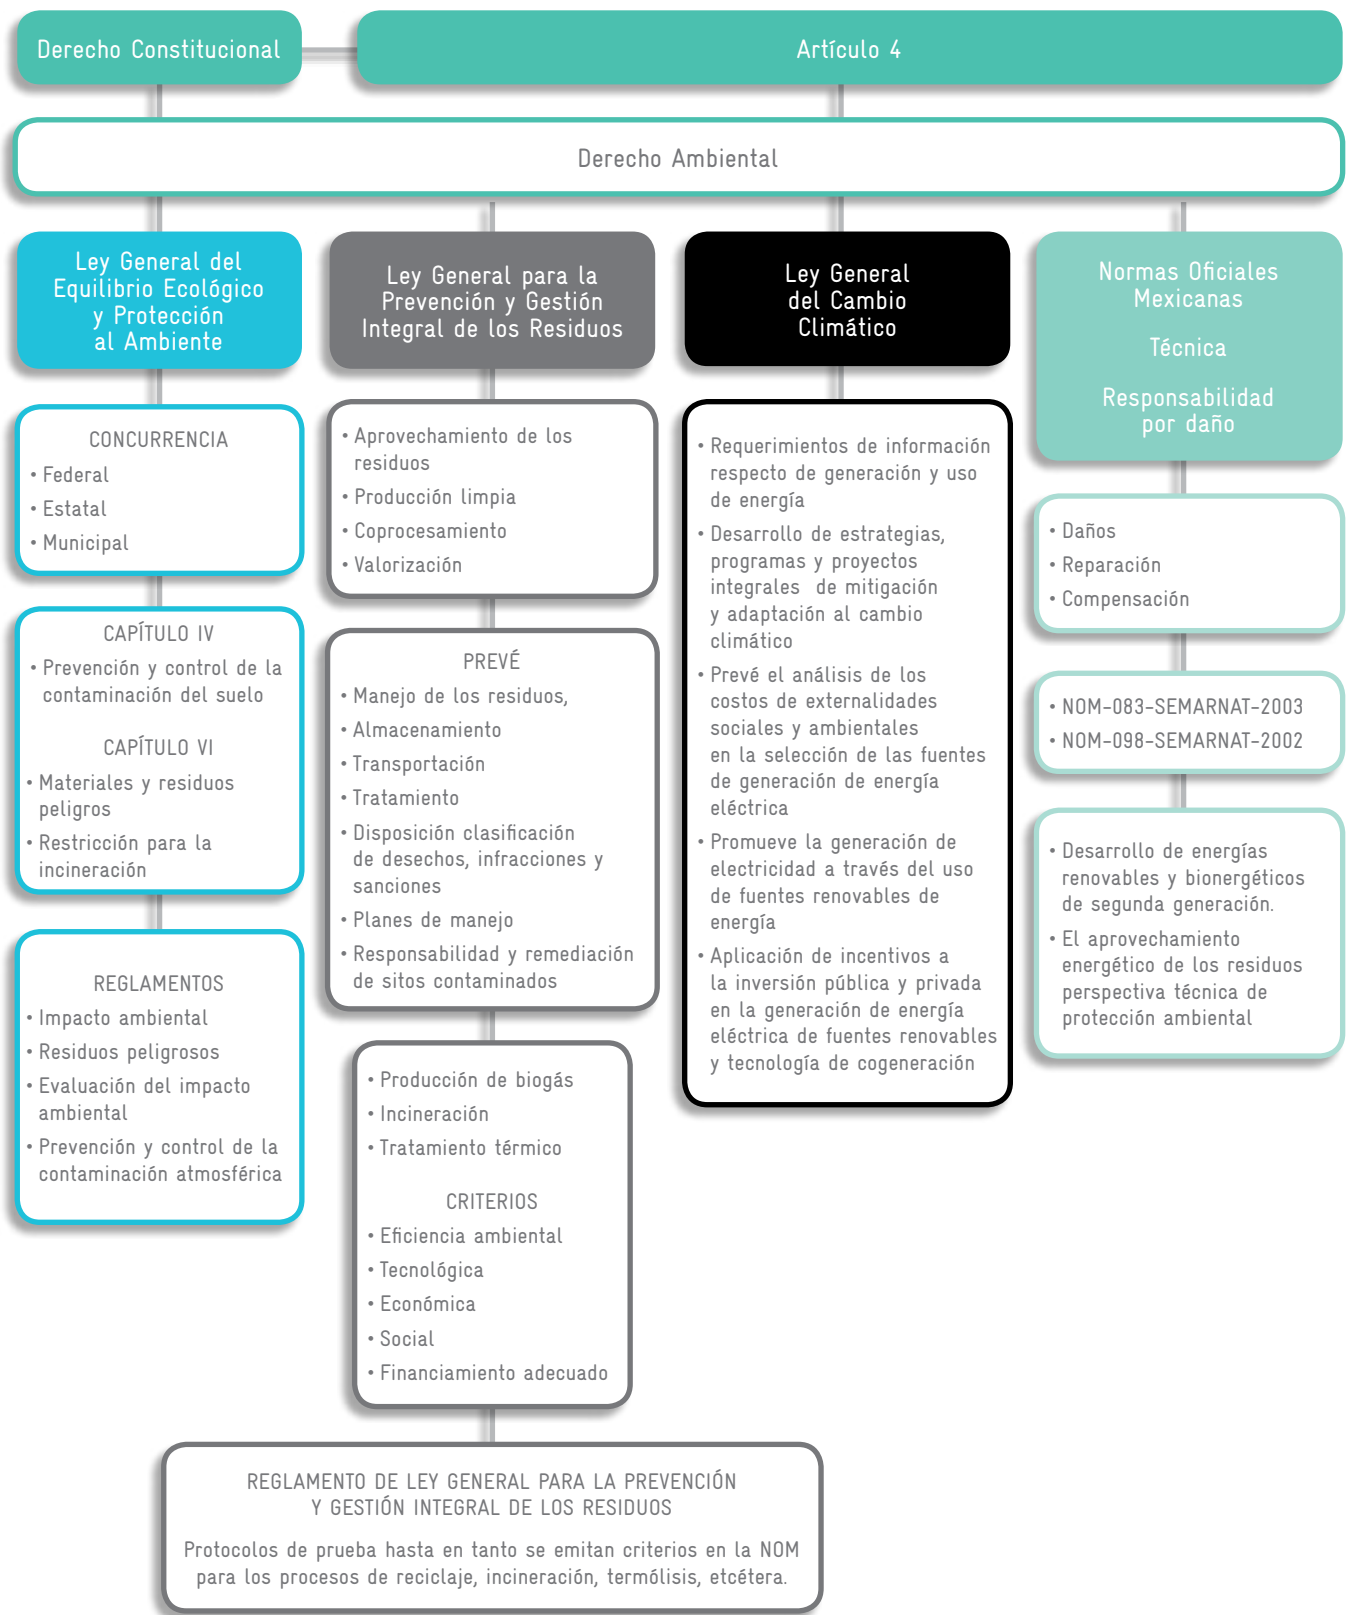 Derecho Constitucional
Artículo 4
Derecho Ambiental
Ley General del
Equilibrio Ecológico
y Protección
al Ambiente
CONCURRENCIA
• Federal
• Estatal
• Municipal
CAPÍTULO IV
• Prevención y control de la
contaminación del suelo
CAPÍTULO VI
• Materiales y residuos
peligros
• Restricción para la
incineración
REGLAMENTOS
• Impacto ambiental
• Residuos peligrosos
• Evaluación del impacto
ambiental
• Prevención y control de la
contaminación atmosférica
Ley General para la
Prevención y Gestión
Integral de los Residuos
• Aprovechamiento de los
residuos
• Producción limpia
• Coprocesamiento
• Valorización
PREVÉ
• Manejo de los residuos,
• Almacenamiento
• Transportación
• Tratamiento
• Disposición clasificación
de desechos, infracciones y
sanciones
• Planes de manejo
• Responsabilidad y remediación
de sitos contaminados
• Producción de biogás
• Incineración
• Tratamiento térmico
CRITERIOS
• Eficiencia ambiental
• Tecnológica
• Económica
• Social
• Financiamiento adecuado
REGLAMENTO DE LEY GENERAL PARA LA PREVENCIÓN
Y GESTIÓN INTEGRAL DE LOS RESIDUOS
Protocolos de prueba hasta en tanto se emitan criterios en la NOM
para los procesos de reciclaje, incineración, termólisis, etcétera.
Ley General
del Cambio
Climático
• Requerimientos de información
respecto de generación y uso
de energía
• Desarrollo de estrategias,
programas y proyectos
integrales de mitigación
y adaptación al cambio
climático
• Prevé el análisis de los
costos de externalidades
sociales y ambientales
en la selección de las fuentes
de generación de energía
eléctrica
• Promueve la generación de
electricidad a través del uso
de fuentes renovables de
energía
• Aplicación de incentivos a
la inversión pública y privada
en la generación de energía
eléctrica de fuentes renovables
y tecnología de cogeneración
Normas Oficiales
Mexicanas
Técnica
Responsabilidad
por daño
• Daños
• Reparación
• Compensación
• NOM-083-SEMARNAT-2003
• NOM-098-SEMARNAT-2002
• Desarrollo de energías
renovables y bionergéticos
de segunda generación.
• El aprovechamiento
energético de los residuos
perspectiva técnica de
protección ambiental